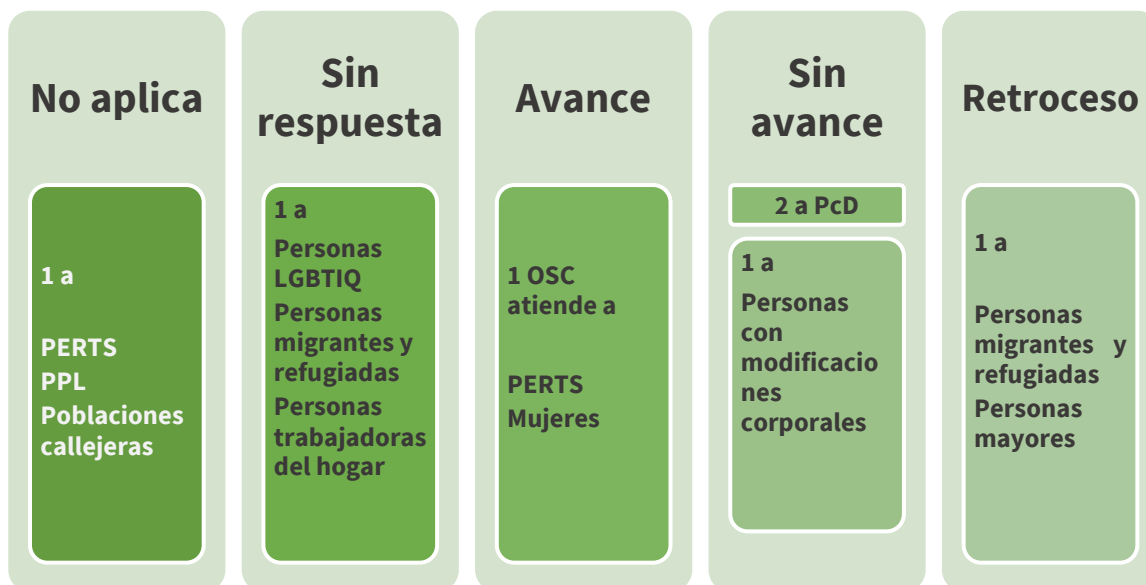 No aplica
1 a
PERTS
PPL
Poblaciones
callejeras
Sin
respuesta
1 a
Personas
LGBTIQ
Personas
migrantes y
refugiadas
Personas
trabajadoras
del hogar
Avance
1 OSC
atiende a
PERTS
Mujeres
Sin
avance
2 a PcD
1 a
Personas
con
modificacio
nes
corporales
Retroceso
1 a
Personas
migrantes y
refugiadas
Personas
mayores